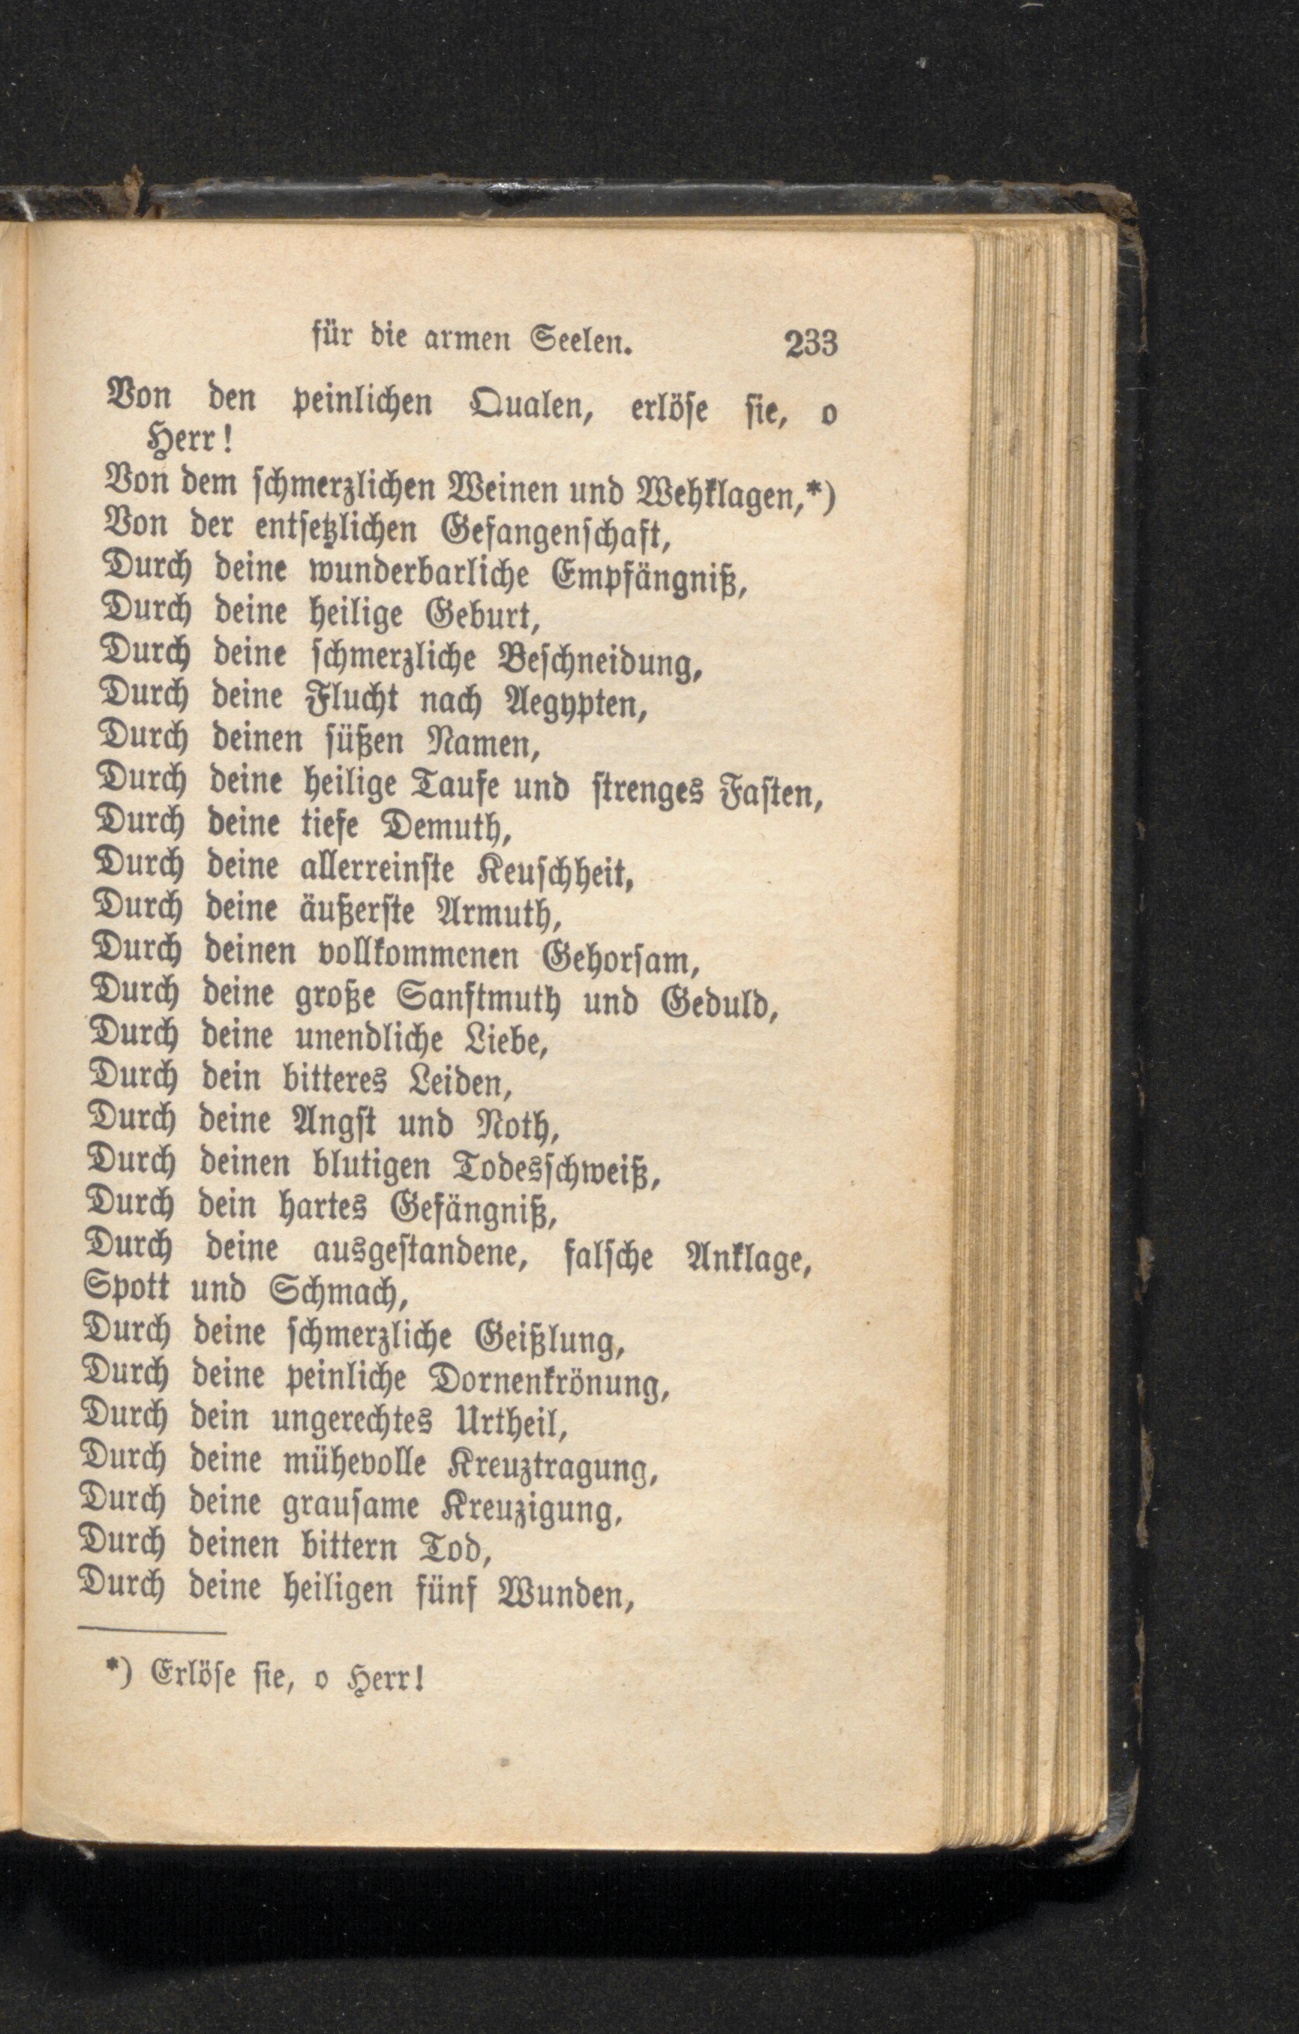 für die armen Seelen. 233
Von den peinlichen Qualen, erlöse sie, o
Herr!
Von dem schmerzlichen Weinen und Wehklagen,*)
Von der entsetzlichen Gefangenschaft,
Durch deine wunderbarliche Empfängniß,
Durch deine heilige Geburt,
Durch deine schmerzliche Beschneidung,
Durch deine Flucht nach Aegypten,
Durch deinen süßen Namen,
Durch deine heilige Taufe und strenges Fasten,
Durch deine tiefe Demuth,
Durch deine allerreinste Keuschheit,
Durch deine äußerste Armuth,
Durch deinen vollkommenen Gehorsam,
Durch deine große Sanftmuth und Geduld,
Durch deine unendliche Liebe,
Durch dein bitteres Leiden,
Durch deine Angst und Noth,
Durch deinen blutigen Todesschweiß,
Durch dein hartes Gefängniß,
Durch deine ausgestandene, falsche Anklage,
Spott und Schmach,
Durch deine schmerzliche Geißlung,
Durch deine peinliche Dornenkrönung,
Durch dein ungerechtes Urtheil,
Durch deine mühevolle Kreuztragung,
Durch deine grausame Kreuzigung,
Durch deinen bittern Tod,
Durch deine heiligen fünf Wunden,
*) Erlöse sie, o Herr!